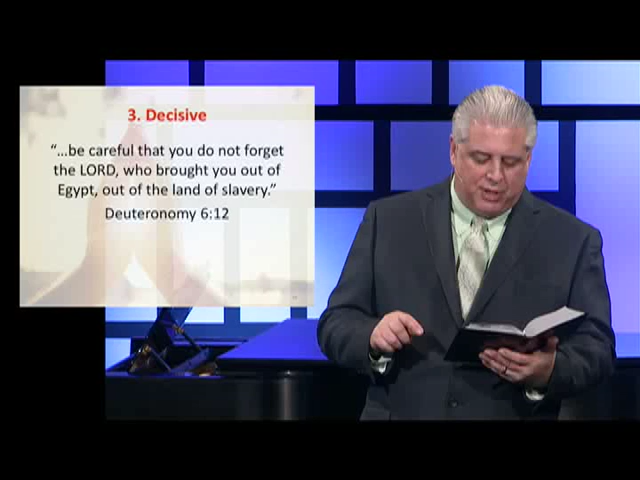 3. Decisive
“...be careful that you do not forget
the LORD, who brought you out of
Egypt, out of the land of slavery.”
Deuteronomy 6:12